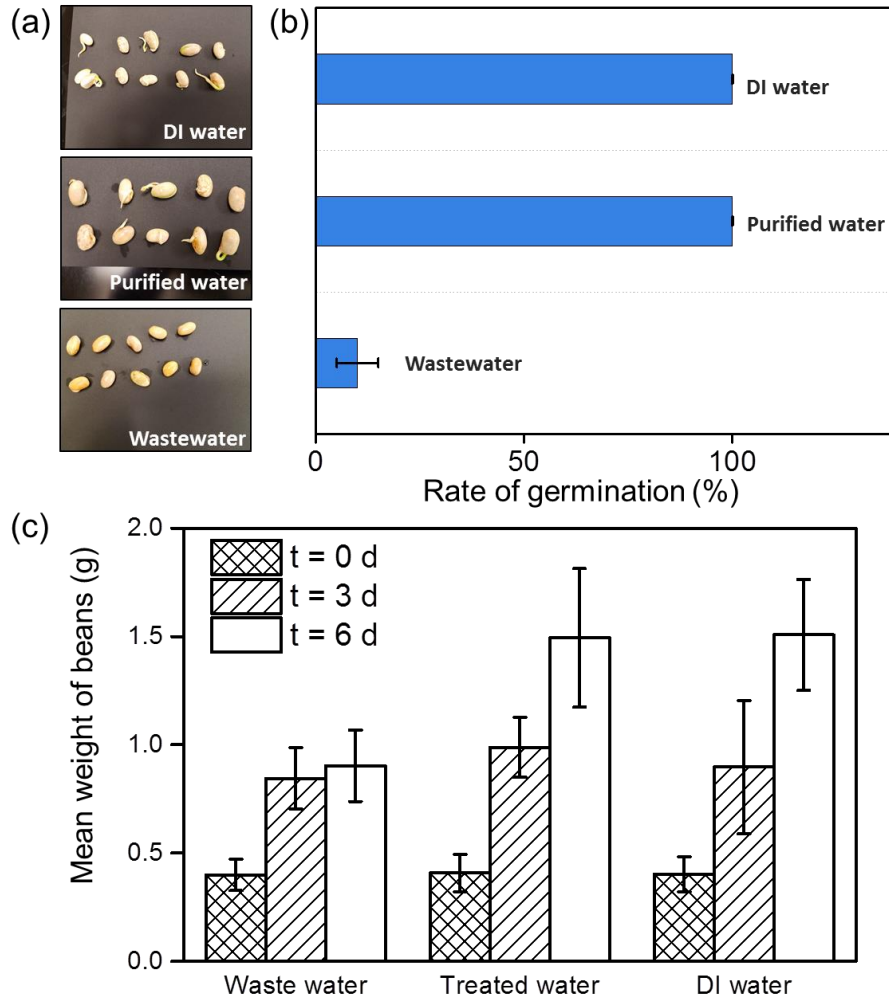 (a)
DI water
Purified water
Wastewater
(b)
DI water
Purified water
Wastewater
0
50
100
Rate of germination (%)
(c)
Mean weight of beans (g)
2.0
1.5
1.0
0.5
0.0
t = 0 d
t = 3 d
t = 6 d
Waste water
Treated water
DI water